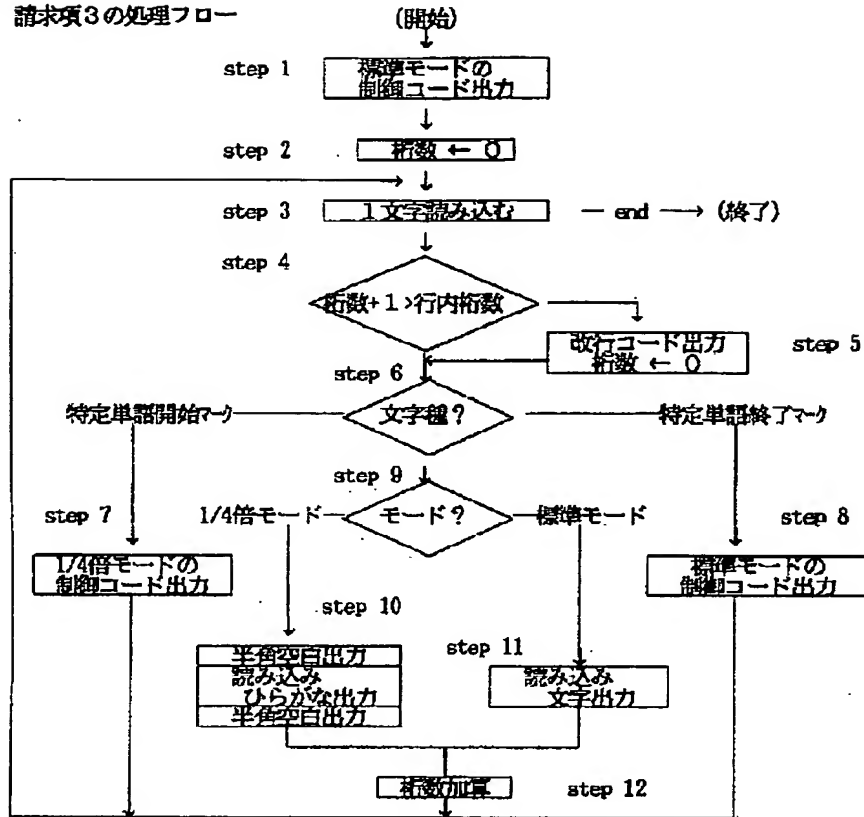 請求項3の処理フロー
(開始)
step 1
標準モードの
制御コード出力
step 2
桁数 ← 0
step 3
1文字読み込む
— end → (終了)
step 4
桁数+1>行内桁数
改行コード出力
桁数 ← 0
step 5
step 6
特定単語開始マーク
文字種?
特定単語終了マーク
step 9
step 7
1/4倍モード
モード?
標準モード
step 8
1/4倍モードの
制御コード出力
標準モードの
制御コード出力
step 10
半角空白出力
読み込み
ひらがな出力
半角空白出力
step 11
読み込み
文字出力
桁数加算
step 12